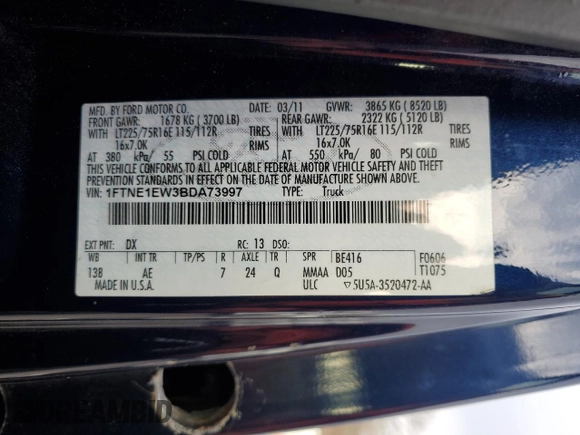 MFD. BY FORD MOTOR CO. DATE: 03/11 GVWR: 3865 KG ( 8520 LB)
FRONT GAWR: 1678 KG ( 3700 LB) REAR GAWR: 2322 KG ( 5120 LB)
WITH LT225/75R16E 115/112R TIRES WITH LT225/75R16E 115/112R TIRES
16x7.0K RIMS 16x7.0K RIMS
AT 380 kPa/ 55 PSI COLD AT 550 kPa/ 80 PSI COLD
THIS VEHICLE CONFORMS TO ALL APPLICABLE FEDERAL MOTOR VEHICLE SAFETY AND BUMPER
STANDARDS IN EFFECT ON THE DATE OF MANUFACTURE SHOWN ABOVE.
VIN: 1FTNE1EW3BDA73997 TYPE: Truck
EXT PNT: DX RC: 13 DSO:
WB INT TR TP/PS R AXLE TR SPR BE416 F0606
138 AE 7 24 Q MMAA D05 T1075
MADE IN U.S.A. ULC ▽5U5A-3520472-AA
DREAMBID